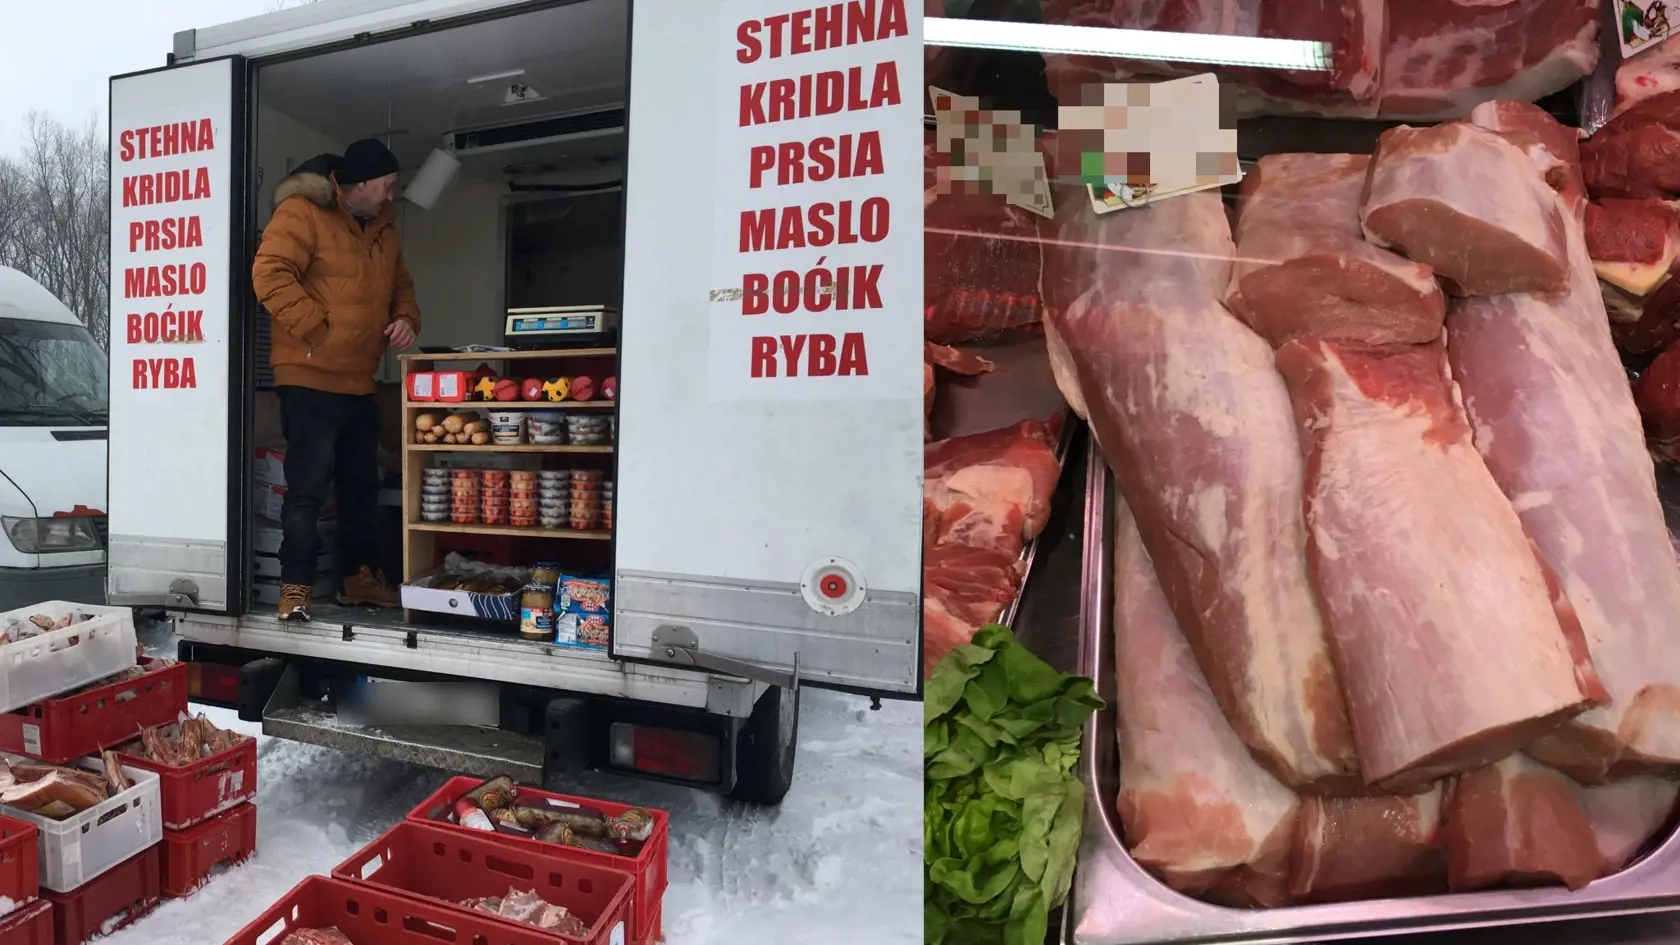 STEHNA
KRIDLA
PRSIA
MASLO
BOĆIK
RYBA
STEHNA
KRIDLA
PRSIA
MASLO
BOĆIK
RYBA